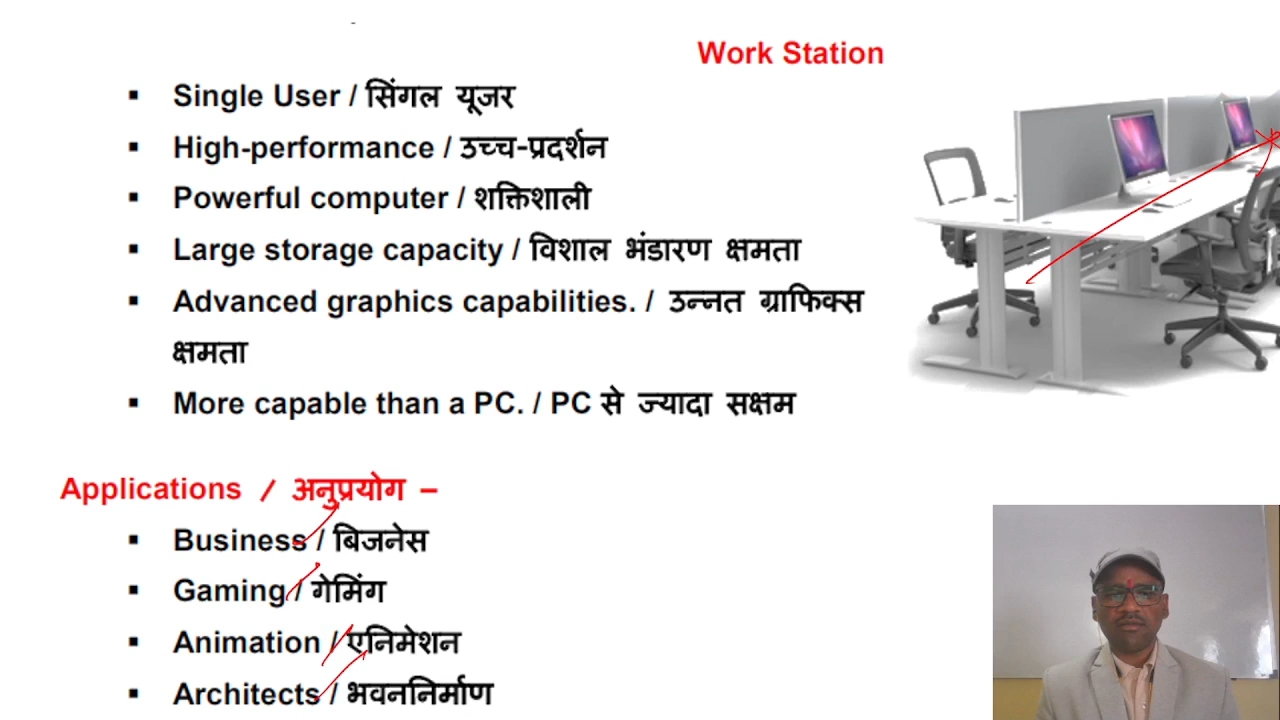 Work Station
▪ Single User / सिंगल यूजर
▪ High-performance / उच्च-प्रदर्शन
▪ Powerful computer / शक्तिशाली
▪ Large storage capacity / विशाल भंडारण क्षमता
▪ Advanced graphics capabilities. / उन्नत ग्राफिक्स
क्षमता
▪ More capable than a PC. / PC से ज्यादा सक्षम
Applications / अनुप्रयोग –
▪ Business / बिजनेस
▪ Gaming / गेमिंग
▪ Animation / एनिमेशन
▪ Architects / भवननिर्माण